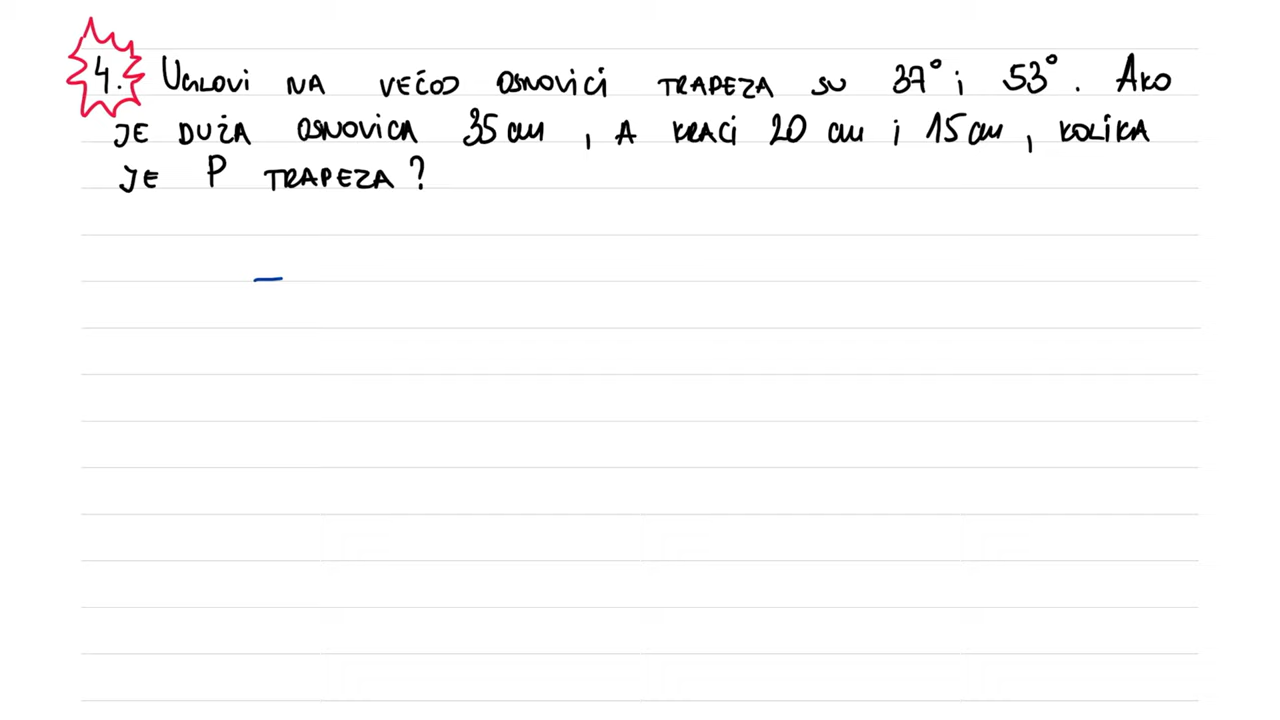 4. UGLOVI NA VEĆOJ OSNOVICI TRAPEZA SU 37° i 53°. AKO
JE DUŽA OSNOVICA 35 cm, A KRACI 20 cm i 15 cm, KOLIKA
JE P TRAPEZA?